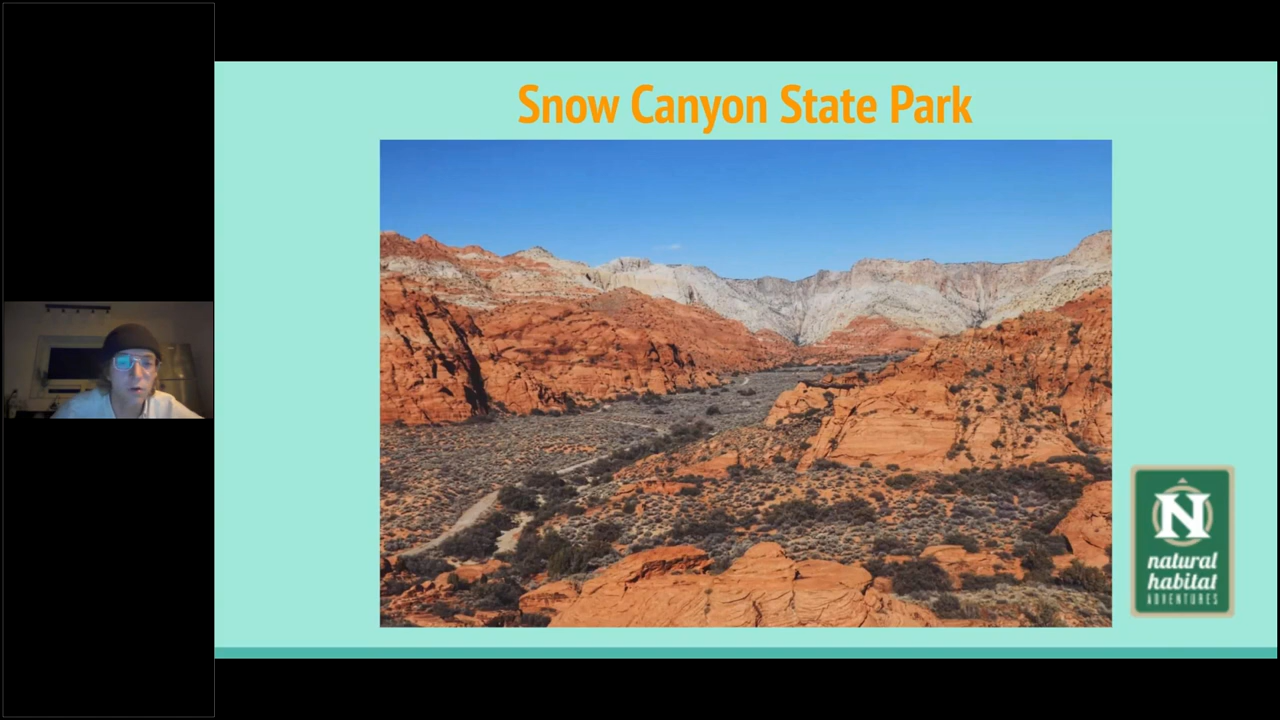 Snow Canyon State Park
N
natural
habitat
ADVENTURES